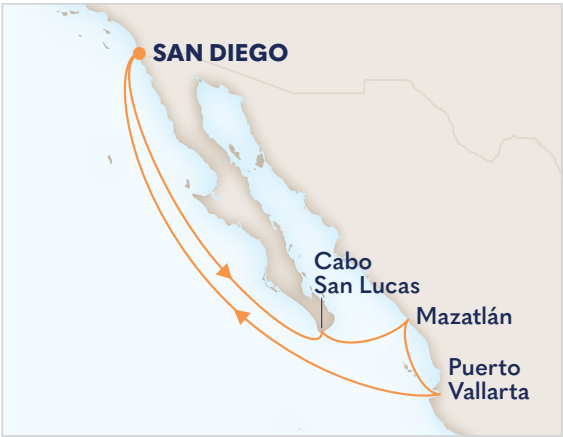 SAN DIEGO
Cabo
San Lucas
Mazatlán
Puerto
Vallarta